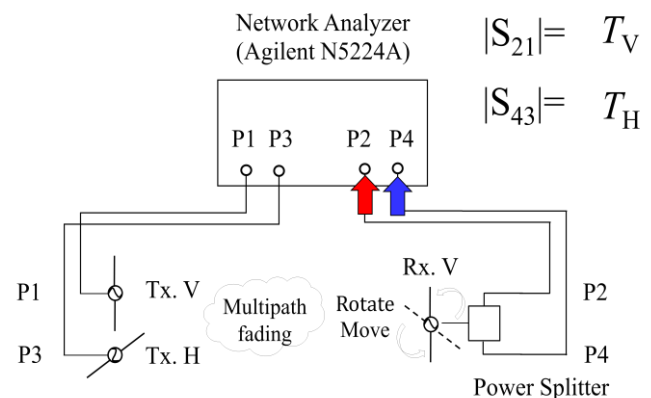 Network Analyzer
(Agilent N5224A)
|S21|= TV
|S43|= TH
P1 P3 P2 P4
P1
Tx. V
Multipath
fading
Rx. V
Rotate
Move
P2
P3
Tx. H
P4
Power Splitter